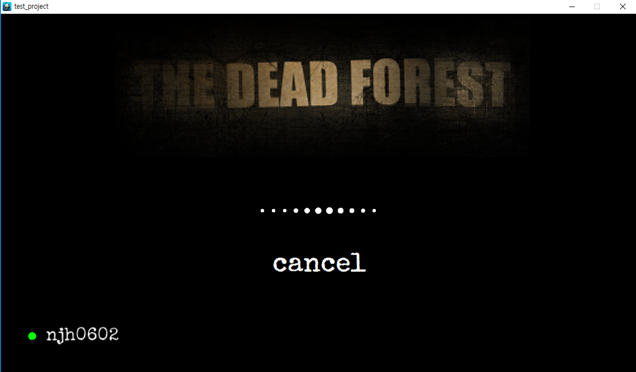 test_project
THE DEAD FOREST
cancel
njh0602